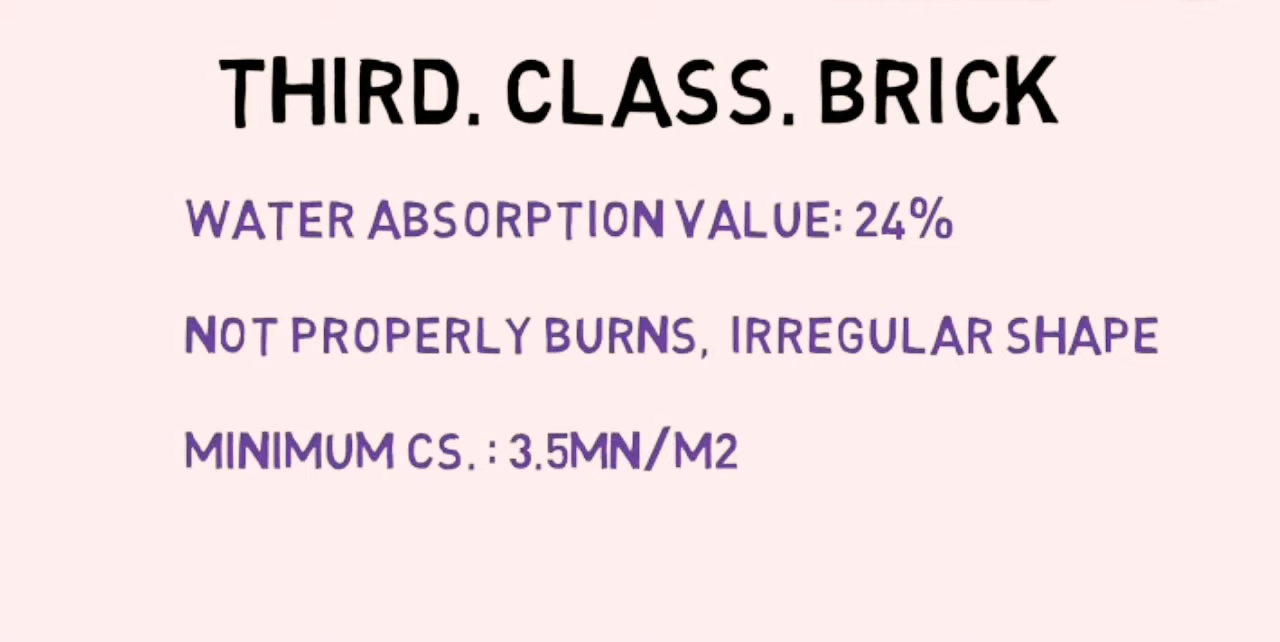 THIRD. CLASS. BRICK
WATER ABSORPTION VALUE: 24%
NOT PROPERLY BURNS, IRREGULAR SHAPE
MINIMUM CS. : 3.5MN/M2